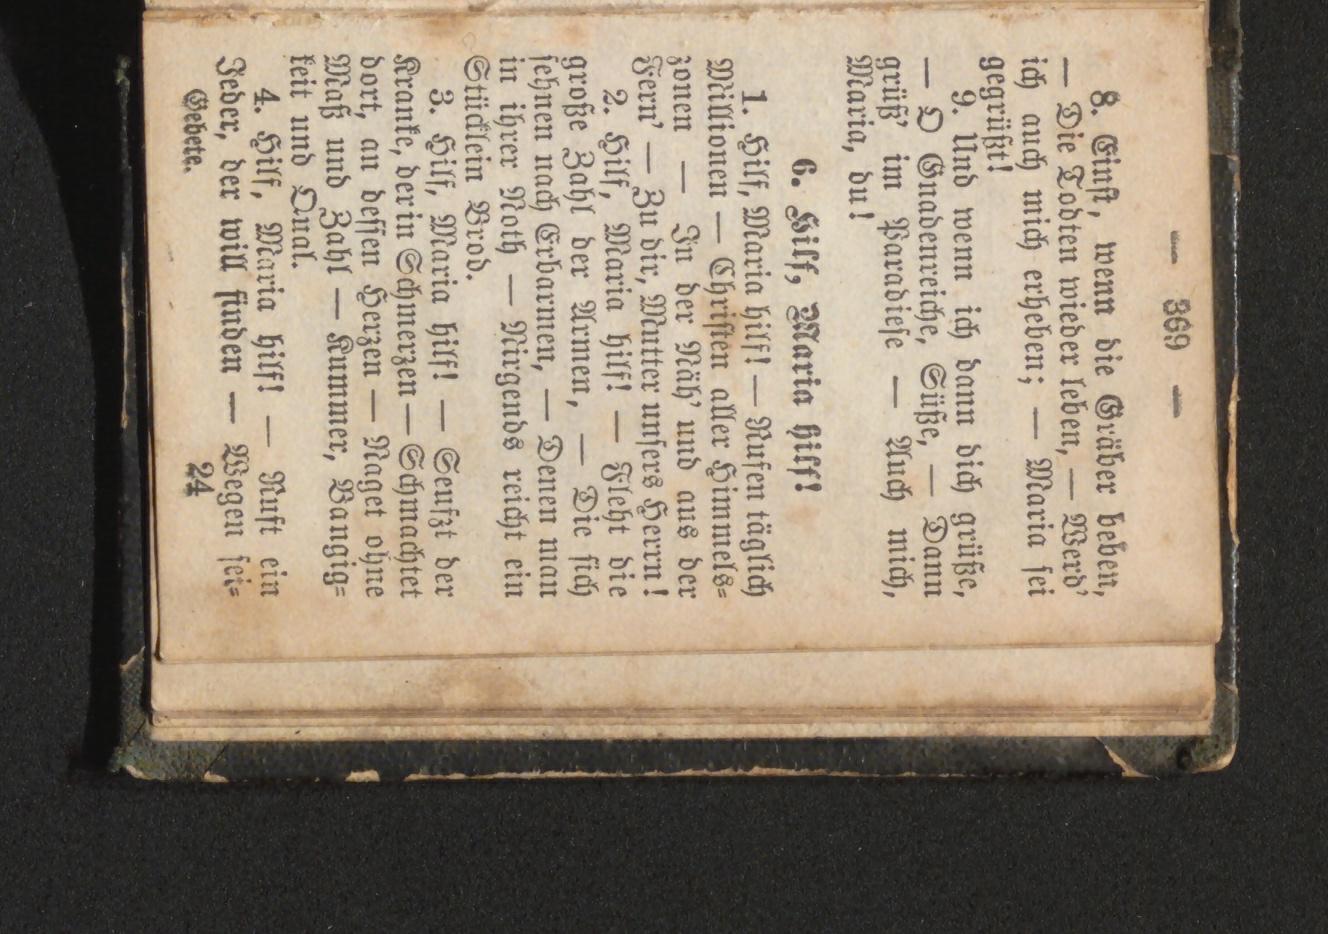 — 369 —
8. Einst, wenn die Gräber beben,
— Die Todten wieder leben, — Werd'
ich auch mich erheben; — Maria sei
gegrüßt!
9. Und wenn ich dann dich grüße,
— O Gnadenreiche, Süße, — Dann
grüß' im Paradiese — Auch mich,
Maria, du!
6. Hilf, Maria hilf!
1. Hilf, Maria hilf! — Rufen täglich
Millionen — Christen aller Himmels-
zonen — In der Näh' und aus der
Fern' — Zu dir, Mutter unsers Herrn!
2. Hilf, Maria hilf! — Fleht die
große Zahl der Armen, — Die sich
sehnen nach Erbarmen, — Denen man
in ihrer Noth — Nirgends reicht ein
Stücklein Brod.
3. Hilf, Maria hilf! — Seufzt der
Kranke, der in Schmerzen — Schmachtet
dort, an dessen Herzen — Naget ohne
Maß und Zahl — Kummer, Bangig-
keit und Qual.
4. Hilf, Maria hilf! — Ruft ein
Jeder, der will finden — Wegen sei-
Gebete. 24